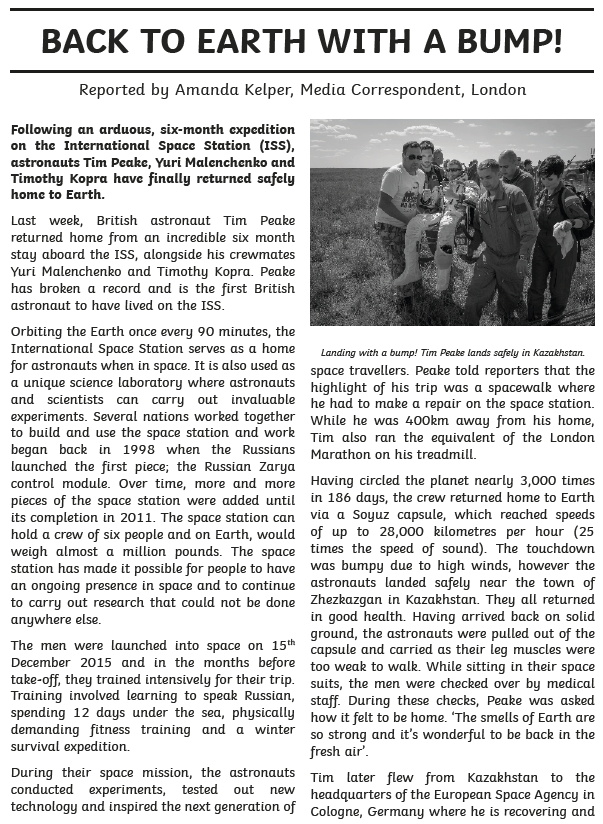 BACK TO EARTH WITH A BUMP!
Reported by Amanda Kelper, Media Correspondent, London
Following an arduous, six-month expedition
on the International Space Station (ISS),
astronauts Tim Peake, Yuri Malenchenko and
Timothy Kopra have finally returned safely
home to Earth.
Last week, British astronaut Tim Peake
returned home from an incredible six month
stay aboard the ISS, alongside his crewmates
Yuri Malenchenko and Timothy Kopra. Peake
has broken a record and is the first British
astronaut to have lived on the ISS.
Orbiting the Earth once every 90 minutes, the
International Space Station serves as a home
for astronauts when in space. It is also used as
a unique science laboratory where astronauts
and scientists can carry out invaluable
experiments. Several nations worked together
to build and use the space station and work
began back in 1998 when the Russians
launched the first piece; the Russian Zarya
control module. Over time, more and more
pieces of the space station were added until
its completion in 2011. The space station can
hold a crew of six people and on Earth, would
weigh almost a million pounds. The space
station has made it possible for people to have
an ongoing presence in space and to continue
to carry out research that could not be done
anywhere else.
The men were launched into space on 15th
December 2015 and in the months before
take-off, they trained intensively for their trip.
Training involved learning to speak Russian,
spending 12 days under the sea, physically
demanding fitness training and a winter
survival expedition.
During their space mission, the astronauts
conducted experiments, tested out new
technology and inspired the next generation of
Landing with a bump! Tim Peake lands safely in Kazakhstan.
space travellers. Peake told reporters that the
highlight of his trip was a spacewalk where
he had to make a repair on the space station.
While he was 400km away from his home,
Tim also ran the equivalent of the London
Marathon on his treadmill.
Having circled the planet nearly 3,000 times
in 186 days, the crew returned home to Earth
via a Soyuz capsule, which reached speeds
of up to 28,000 kilometres per hour (25
times the speed of sound). The touchdown
was bumpy due to high winds, however the
astronauts landed safely near the town of
Zhezkazgan in Kazakhstan. They all returned
in good health. Having arrived back on solid
ground, the astronauts were pulled out of the
capsule and carried as their leg muscles were
too weak to walk. While sitting in their space
suits, the men were checked over by medical
staff. During these checks, Peake was asked
how it felt to be home. ‘The smells of Earth are
so strong and it’s wonderful to be back in the
fresh air’.
Tim later flew from Kazakhstan to the
headquarters of the European Space Agency in
Cologne, Germany where he is recovering and